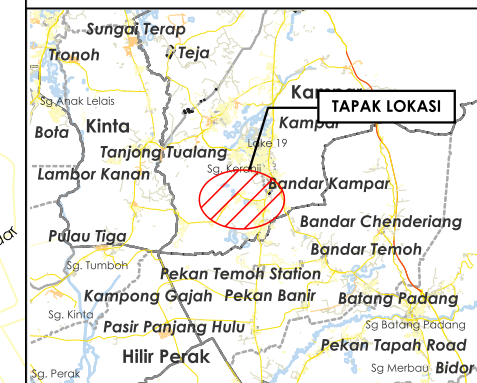 Sungai Terap
Tronoh
Teja
Kampar
TAPAK LOKASI
Sg.Anak Lelais
Bota
Kinta
Kampar
Lake 19
Tanjong Tualang
Sg. Keranji
Lambor Kanan
Bandar Kampar
Bandar Chenderiang
Pulau Tiga
Bandar Temoh
Sg. Tumboh
Pekan Temoh Station
Kampong Gajah
Pekan Banir
Batang Padang
Sg. Kinta
Pasir Panjang Hulu
Sg Batang Padang
Hilir Perak
Pekan Tapah Road
Sg. Perak
Sg Merbau
Bidor